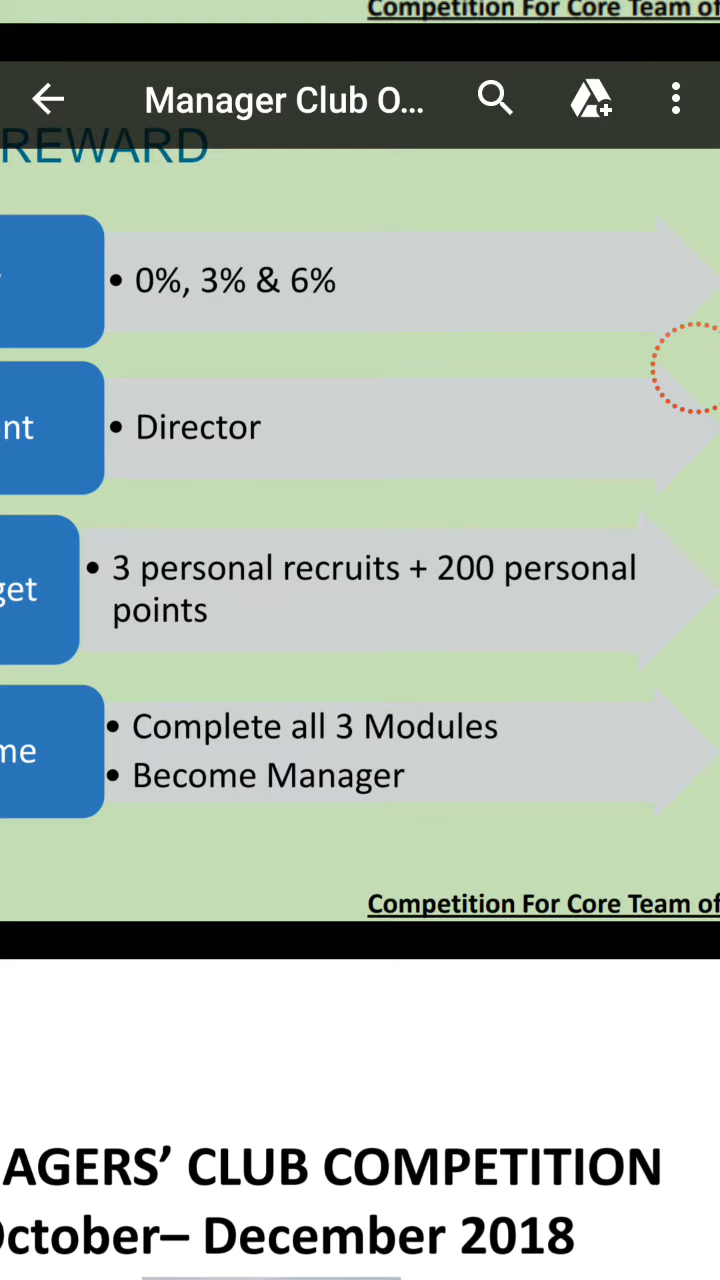 Competition For Core Team of
Manager Club O...
REWARD
• 0%, 3% & 6%
nt
• Director
get
• 3 personal recruits + 200 personal
points
me
• Complete all 3 Modules
• Become Manager
Competition For Core Team of
AGERS’ CLUB COMPETITION
October– December 2018